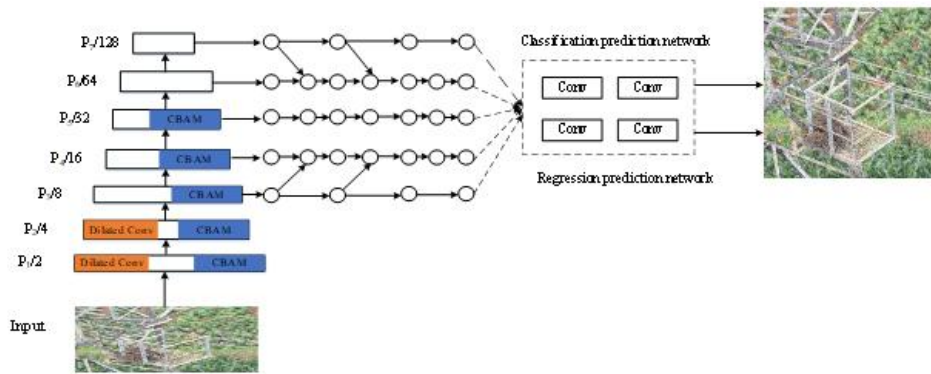 P₇/128
Classification prediction network
P₆/64
Conv Conv
P₅/32 CBAM
Conv Conv
P₄/16 CBAM
Regression prediction network
P₃/8 CBAM
P₂/4 Dilated Conv CBAM
P₁/2 Dilated Conv CBAM
Input